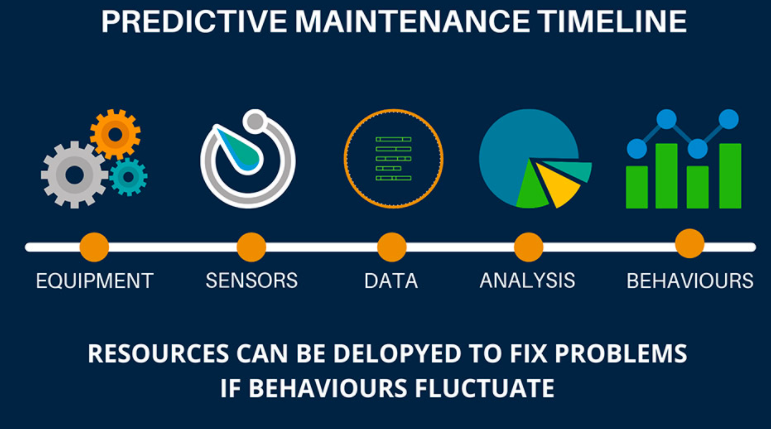 PREDICTIVE MAINTENANCE TIMELINE
EQUIPMENT
SENSORS
DATA
ANALYSIS
BEHAVIOURS
RESOURCES CAN BE DELOPYED TO FIX PROBLEMS
IF BEHAVIOURS FLUCTUATE